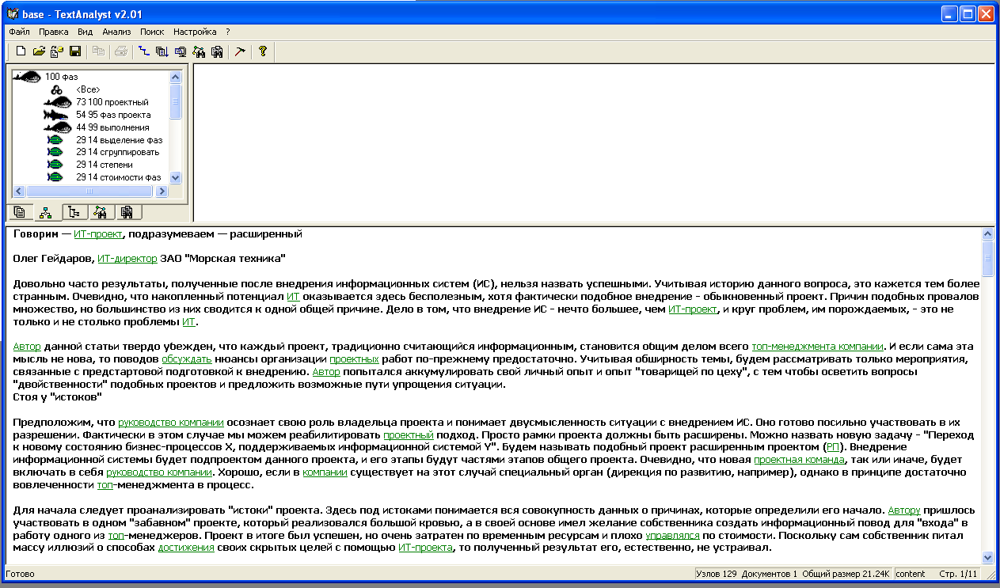 base - TextAnalyst v2.01
Файл Правка Вид Анализ Поиск Настройка ?
100 фаз
<Все>
73 100 проектный
54 95 фаз проекта
44 99 выполнения
29 14 выделение фаз
29 14 сгруппировать
29 14 степени
29 14 стоимости фаз
Говорим — ИТ-проект, подразумеваем — расширенный
Олег Гейдаров, ИТ-директор ЗАО "Морская техника"
Довольно часто результаты, полученные после внедрения информационных систем (ИС), нельзя назвать успешными. Учитывая историю данного вопроса, это кажется тем более
странным. Очевидно, что накопленный потенциал ИТ оказывается здесь бесполезным, хотя фактически подобное внедрение - обыкновенный проект. Причин подобных провалов
множество, но большинство из них сводится к одной общей причине. Дело в том, что внедрение ИС - нечто большее, чем ИТ-проект, и круг проблем, им порождаемых, - это не
только и не столько проблемы ИТ.
Автор данной статьи твердо убежден, что каждый проект, традиционно считающийся информационным, становится общим делом всего топ-менеджмента компании. И если сама эта
мысль не нова, то поводов обсуждать нюансы организации проектных работ по-прежнему предостаточно. Учитывая обширность темы, будем рассматривать только мероприятия,
связанные с предстартовой подготовкой к внедрению. Автор попытался аккумулировать свой личный опыт и опыт "товарищей по цеху", с тем чтобы осветить вопросы
"двойственности" подобных проектов и предложить возможные пути упрощения ситуации.
Стоя у "истоков"
Предположим, что руководство компании осознает свою роль владельца проекта и понимает двусмысленность ситуации с внедрением ИС. Оно готово посильно участвовать в их
разрешении. Фактически в этом случае мы можем реабилитировать проектный подход. Просто рамки проекта должны быть расширены. Можно назвать новую задачу - "Переход
к новому состоянию бизнес-процессов X, поддерживаемых информационной системой Y". Будем называть подобный проект расширенным проектом (РП). Внедрение
информационной системы будет подпроектом данного проекта, и его этапы будут частями этапов общего проекта. Очевидно, что новая проектная команда, так или иначе, будет
включать в себя руководство компании. Хорошо, если в компании существует на этот случай специальный орган (дирекция по развитию, например), однако в принципе достаточно
вовлеченности топ-менеджмента в процесс.
Для начала следует проанализировать "истоки" проекта. Здесь под истоками понимается вся совокупность данных о причинах, которые определили его начало. Автору пришлось
участвовать в одном "забавном" проекте, который реализовался большой кровью, а в своей основе имел желание собственника создать информационный повод для "входа" в
работу одного из топ-менеджеров. Проект в итоге был успешен, но очень затратен по временным ресурсам и плохо управлялся по стоимости. Поскольку сам собственник питал
массу иллюзий о способах достижения своих скрытых целей с помощью ИТ-проекта, то полученный результат его, естественно, не устраивал.
Готово Узлов 129 Документов 1 Общий размер 21.24K content Стр. 1/11